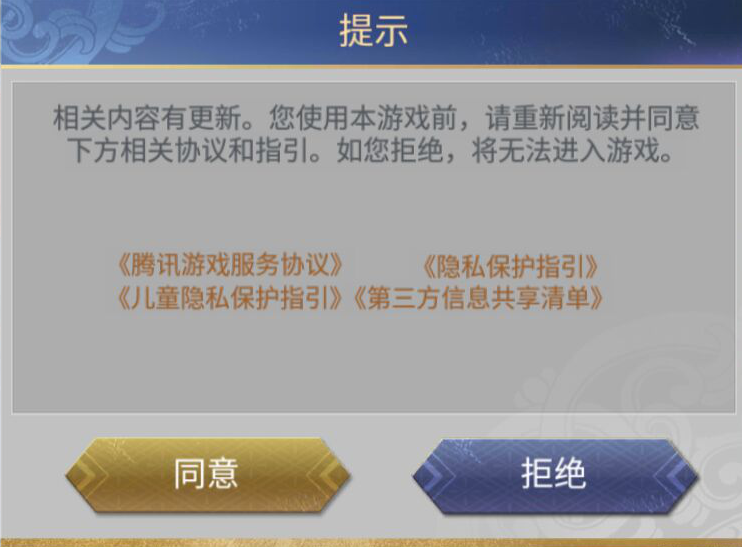 提示
相关内容有更新。您使用本游戏前，请重新阅读并同意
下方相关协议和指引。如您拒绝，将无法进入游戏。
《腾讯游戏服务协议》 《隐私保护指引》
《儿童隐私保护指引》《第三方信息共享清单》
同意 拒绝